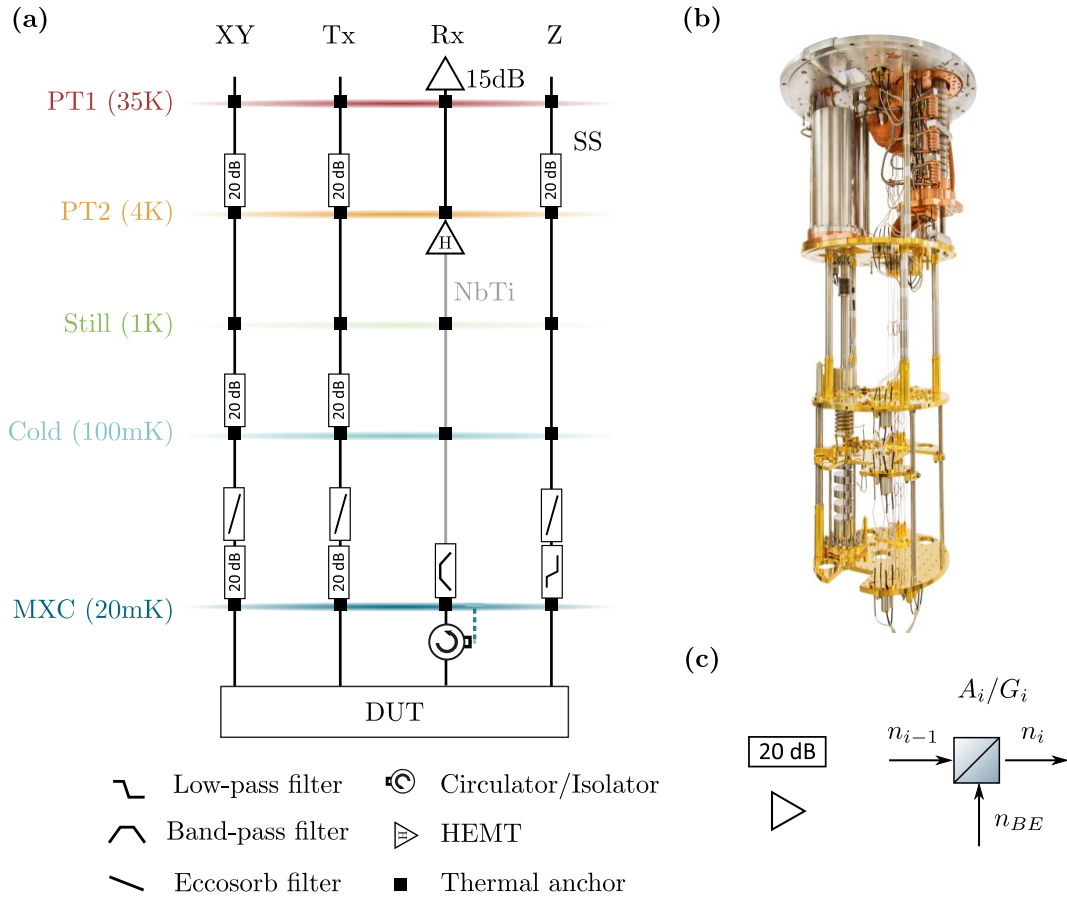 (a)
XY Tx Rx Z
15dB
PT1 (35K)
SS
20 dB 20 dB 20 dB
PT2 (4K)
H
NbTi
Still (1K)
20 dB 20 dB
Cold (100mK)
20 dB 20 dB
MXC (20mK)
DUT
Low-pass filter
Circulator/Isolator
Band-pass filter
H
HEMT
Eccosorb filter
Thermal anchor
(b)
(c)
A_i/G_i
20 dB
n_{i−1}
n_i
n_{BE}